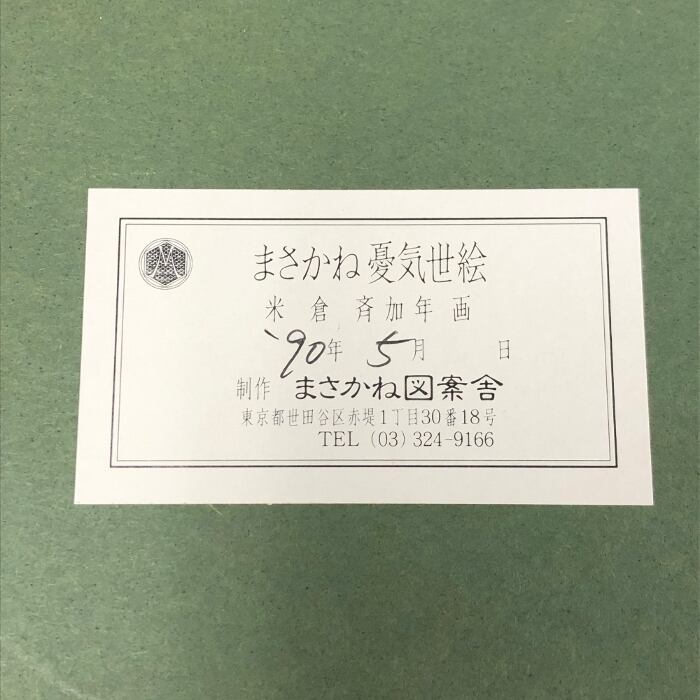 まさかね憂気世絵
米倉斉加年画
'90年 5月 日
制作 まさかね図案舎
東京都世田谷区赤堤1丁目30番18号
TEL (03) 324-9166